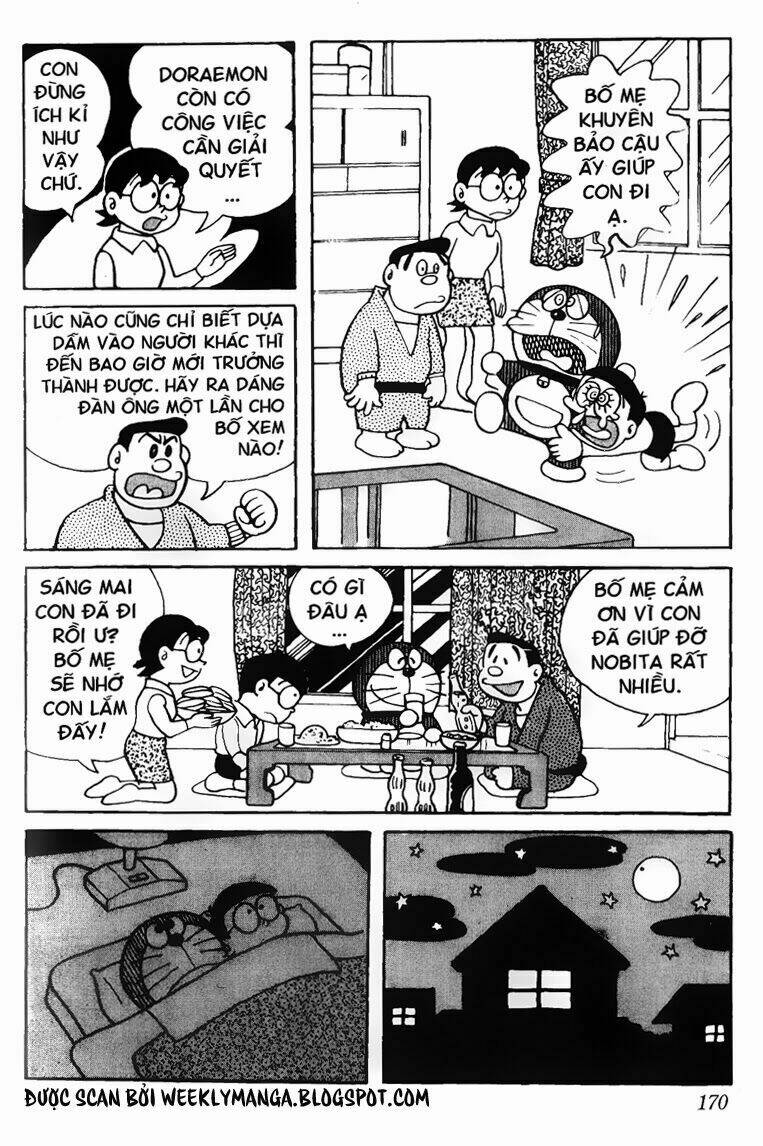 CON
ĐỪNG
ÍCH KỈ
NHƯ
VẬY
CHỨ.
DORAEMON
CÒN CÓ
CÔNG VIỆC
CẦN GIẢI
QUYẾT
...
BỐ MẸ
KHUYÊN
BẢO CẬU
ẤY GIÚP
CON ĐI
Ạ.
LÚC NÀO CŨNG CHỈ BIẾT DỰA
DẪM VÀO NGƯỜI KHÁC THÌ
ĐẾN BAO GIỜ MỚI TRƯỞNG
THÀNH ĐƯỢC. HÃY RA DÁNG
ĐÀN ÔNG MỘT LẦN CHO
BỐ XEM
NÀO!
SÁNG MAI
CON ĐÃ ĐI
RỒI Ư?
BỐ MẸ
SẼ NHỚ
CON LẮM
ĐẤY!
CÓ GÌ
ĐÂU Ạ
...
BỐ MẸ CẢM
ƠN VÌ CON
ĐÃ GIÚP ĐỠ
NOBITA RẤT
NHIỀU.
ĐƯỢC SCAN BỞI WEEKLYMANGA.BLOGSPOT.COM
170